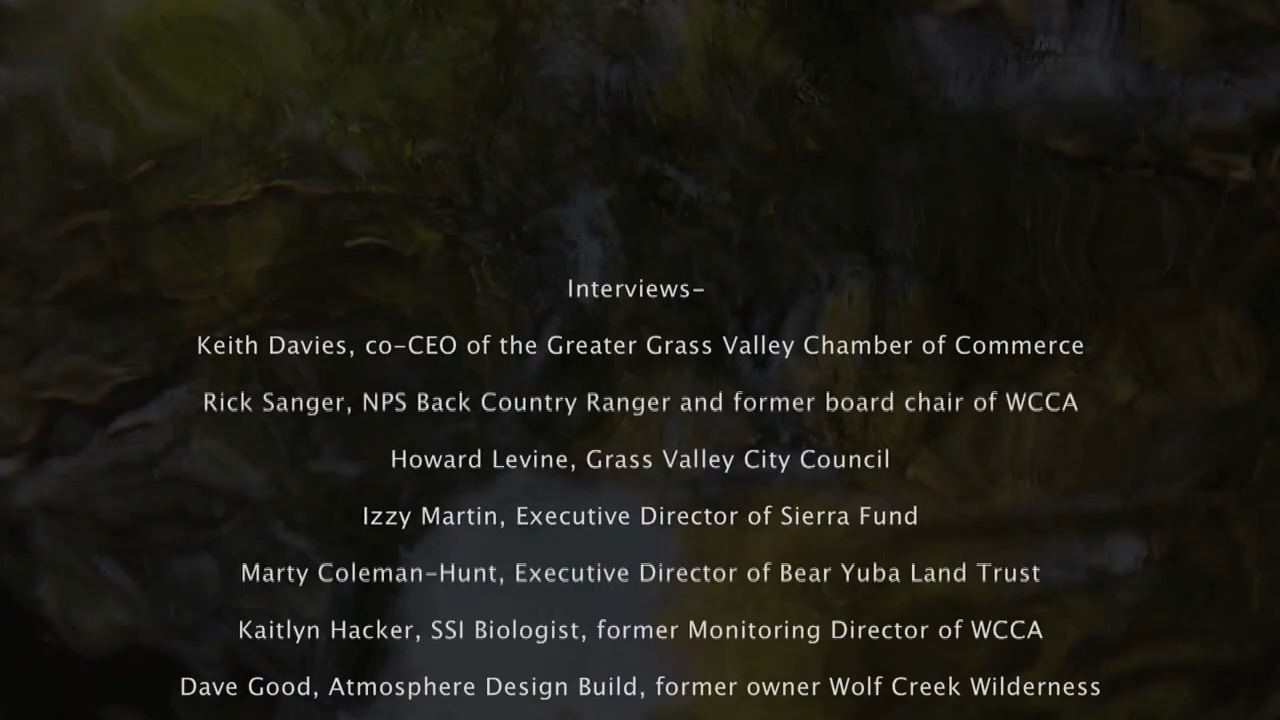 Interviews-
Keith Davies, co-CEO of the Greater Grass Valley Chamber of Commerce
Rick Sanger, NPS Back Country Ranger and former board chair of WCCA
Howard Levine, Grass Valley City Council
Izzy Martin, Executive Director of Sierra Fund
Marty Coleman-Hunt, Executive Director of Bear Yuba Land Trust
Kaitlyn Hacker, SSI Biologist, former Monitoring Director of WCCA
Dave Good, Atmosphere Design Build, former owner Wolf Creek Wilderness